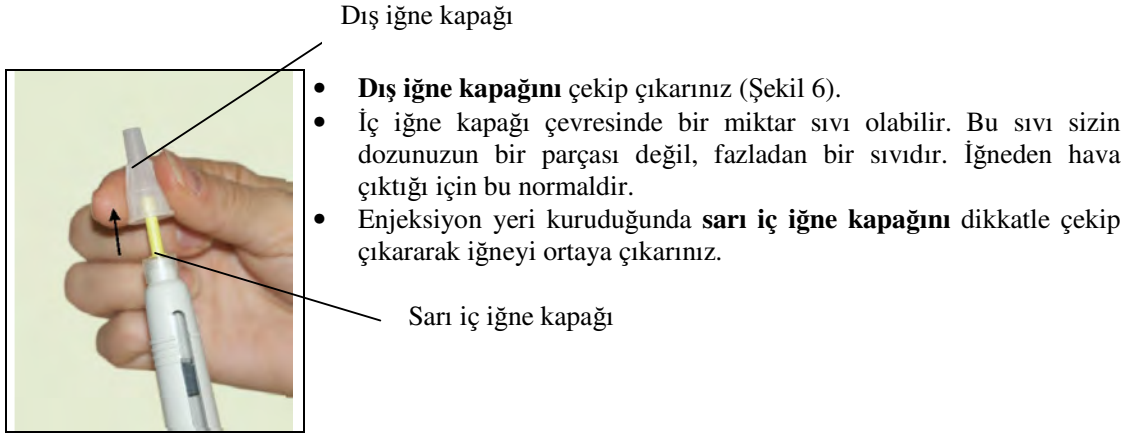 Dış iğne kapağı
• Dış iğne kapağını çekip çıkarınız (Şekil 6).
• İç iğne kapağı çevresinde bir miktar sıvı olabilir. Bu sıvı sizin
dozunuzun bir parçası değil, fazladan bir sıvıdır. İğneden hava
çıktığı için bu normaldir.
• Enjeksiyon yeri kuruduğunda sarı iç iğne kapağını dikkatle çekip
çıkararak iğneyi ortaya çıkarınız.
Sarı iç iğne kapağı